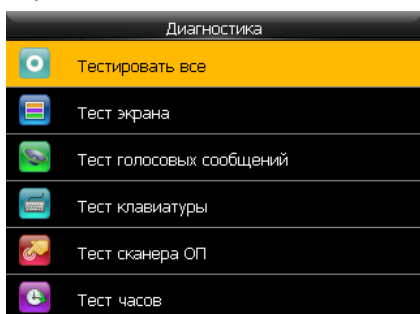 Диагностика
Тестировать все
Тест экрана
Тест голосовых сообщений
Тест клавиатуры
Тест сканера ОП
Тест часов